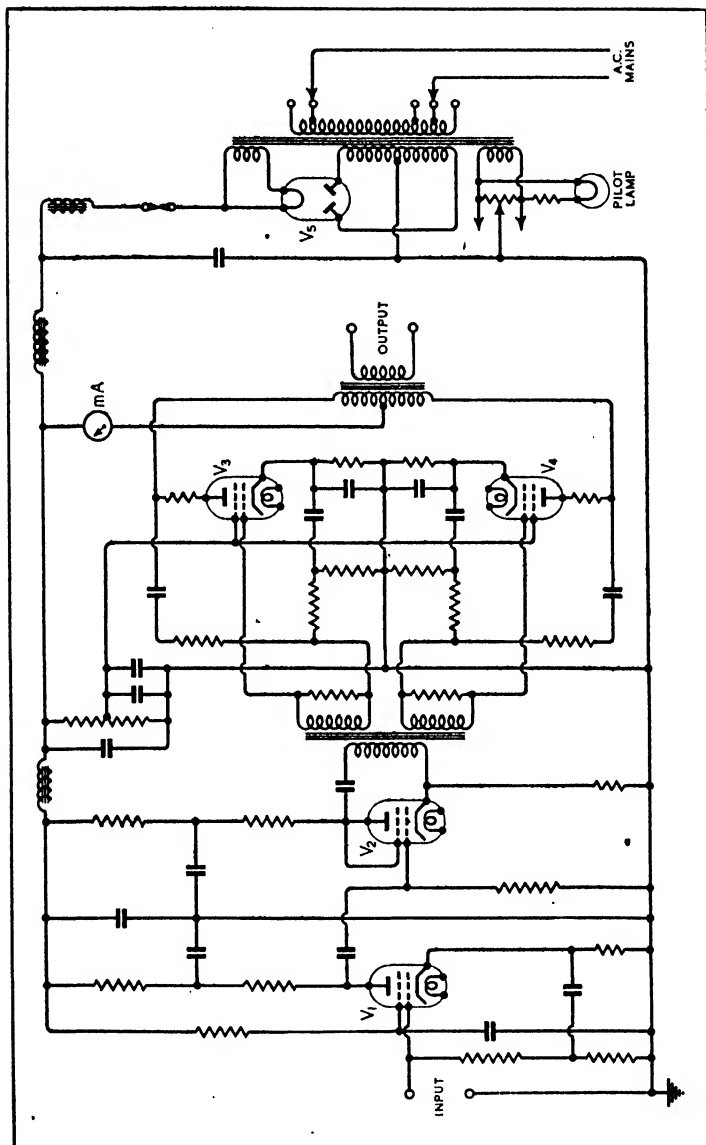 INPUT
V1
V2
V3
V4
mA
OUTPUT
V5
PILOT
LAMP
A.C.
MAINS